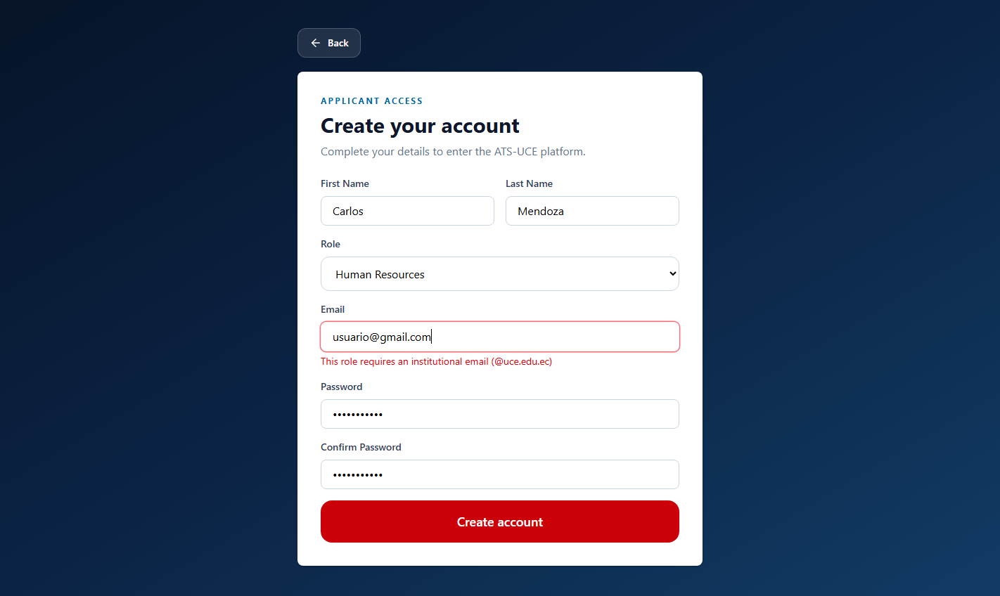 Back
APPLICANT ACCESS
Create your account
Complete your details to enter the ATS-UCE platform.
First Name
Last Name
Carlos
Mendoza
Role
Human Resources
Email
usuario@gmail.com
This role requires an institutional email (@uce.edu.ec)
Password
•••••••••••
Confirm Password
•••••••••••
Create account